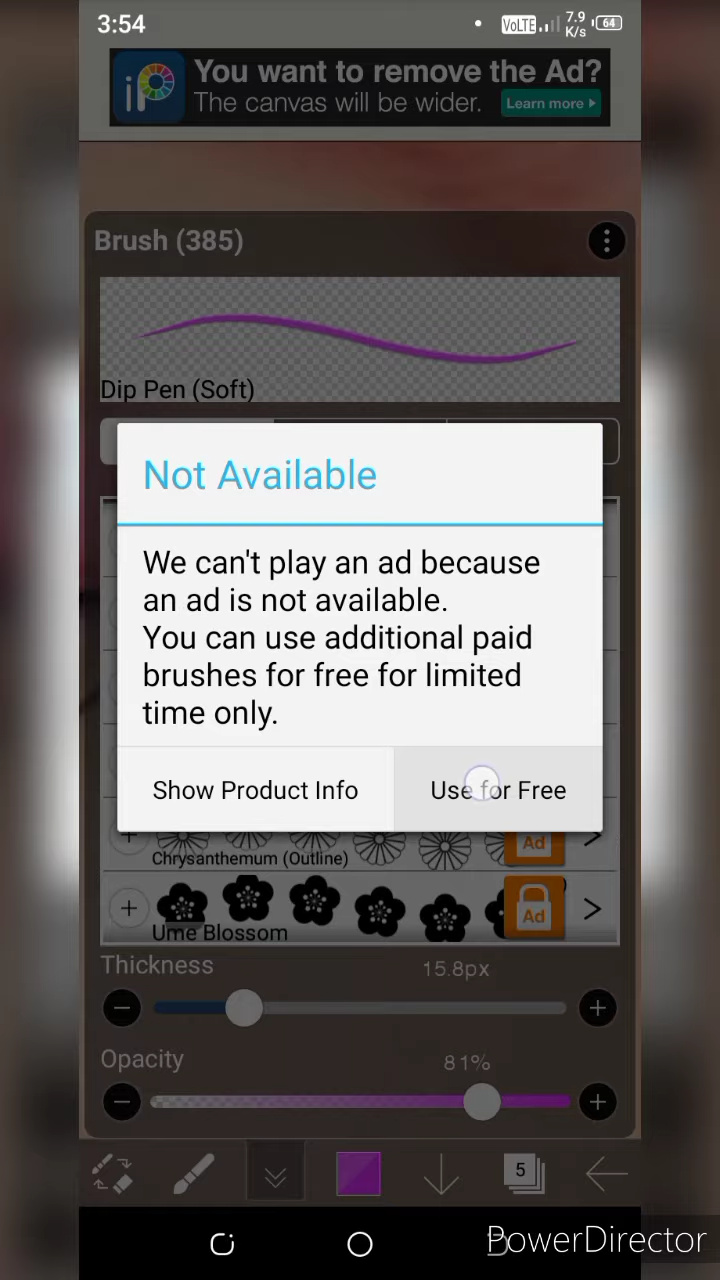 3:54
VoLTE
7.9
K/s
64
You want to remove the Ad?
The canvas will be wider.
Learn more
Brush (385)
Dip Pen (Soft)
Not Available
We can't play an ad because
an ad is not available.
You can use additional paid
brushes for free for limited
time only.
Show Product Info
Use for Free
Ad
Chrysanthemum (Outline)
Ad
Ume Blossom
Thickness
15.8px
Opacity
81%
5
PowerDirector